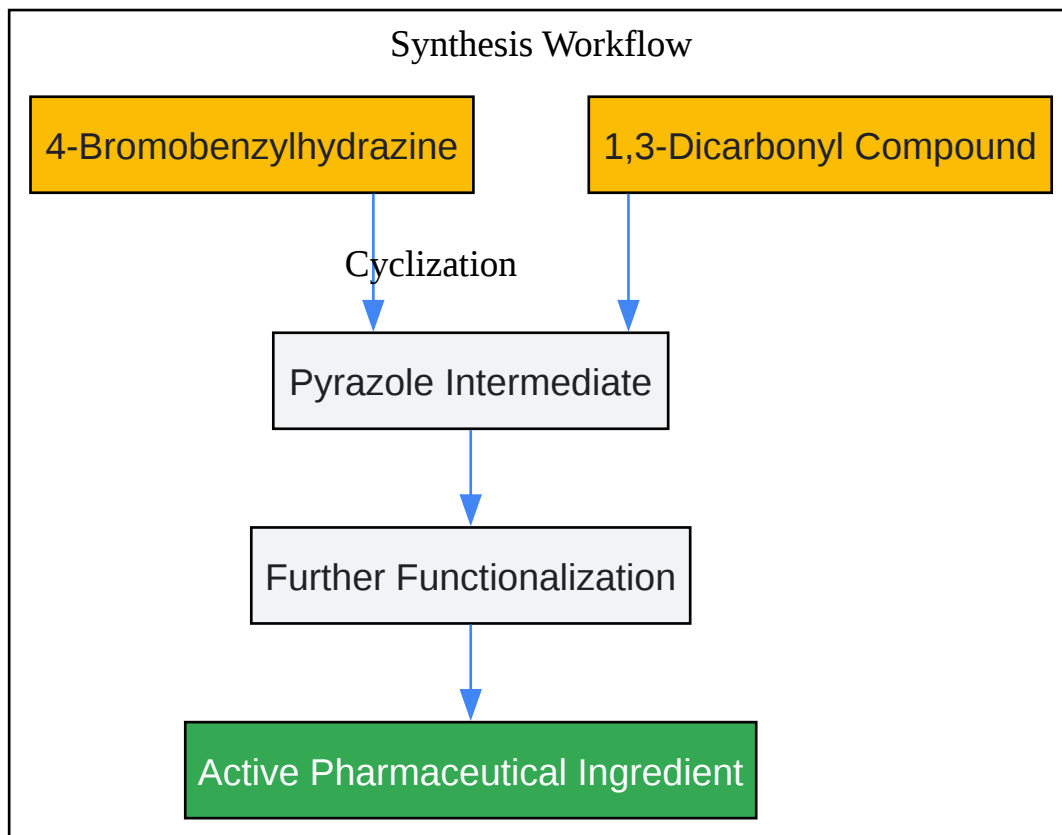 Synthesis Workflow
4-Bromobenzylhydrazine
1,3-Dicarbonyl Compound
Cyclization
Pyrazole Intermediate
Further Functionalization
Active Pharmaceutical Ingredient